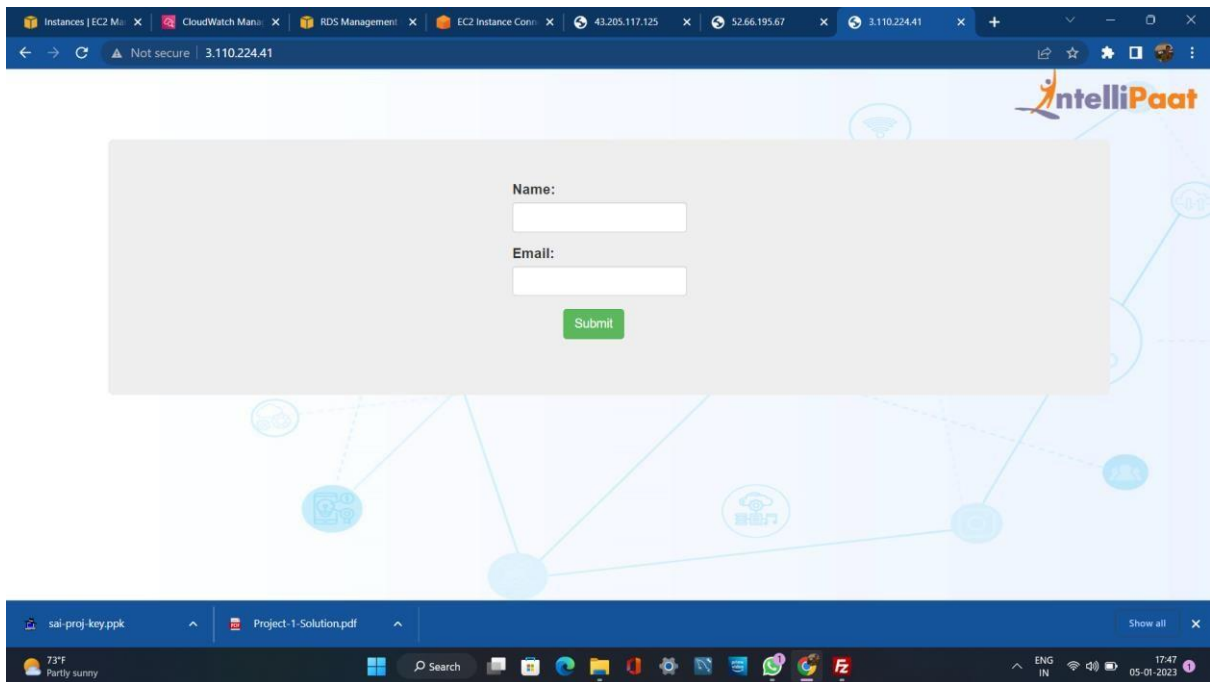 Instances | EC2 Ma
CloudWatch Mana
RDS Management
EC2 Instance Conn
43.205.117.125
52.66.195.67
3.110.224.41
Not secure
3.110.224.41
IntelliPaat
Name:
Email:
Submit
sai-proj-key.ppk
Project-1-Solution.pdf
Show all
73°F
Partly sunny
Search
ENG
IN
17:47
05-01-2023
1